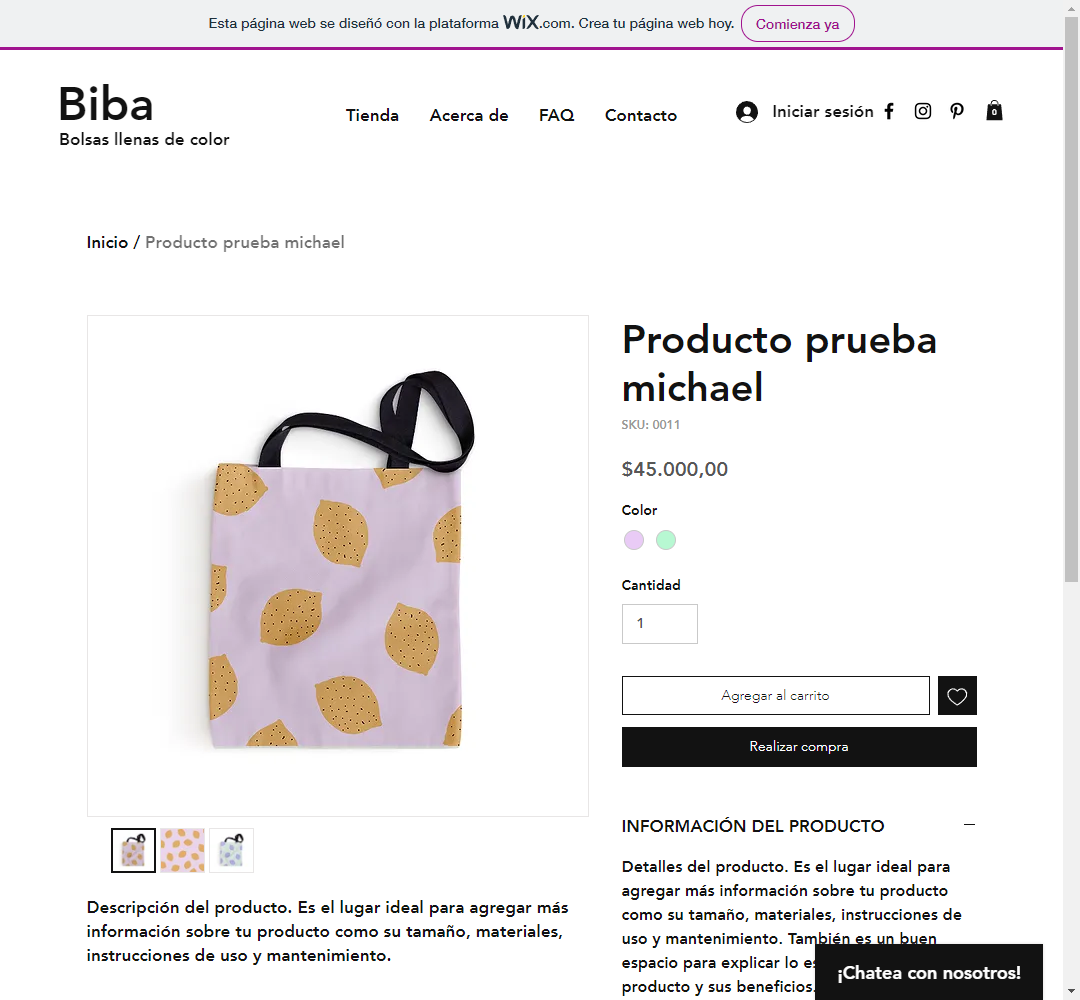 Esta página web se diseñó con la plataforma WiX.com. Crea tu página web hoy. Comienza ya
Biba
Bolsas llenas de color
Tienda Acerca de FAQ Contacto
Iniciar sesión
0
Inicio / Producto prueba michael
Producto prueba
michael
SKU: 0011
$45.000,00
Color
Cantidad
1
Agregar al carrito
Realizar compra
INFORMACIÓN DEL PRODUCTO
Detalles del producto. Es el lugar ideal para
agregar más información sobre tu producto
como su tamaño, materiales, instrucciones de
uso y mantenimiento. También es un buen
espacio para explicar lo
producto y sus beneficios.
Descripción del producto. Es el lugar ideal para agregar más
información sobre tu producto como su tamaño, materiales,
instrucciones de uso y mantenimiento.
¡Chatea con nosotros!